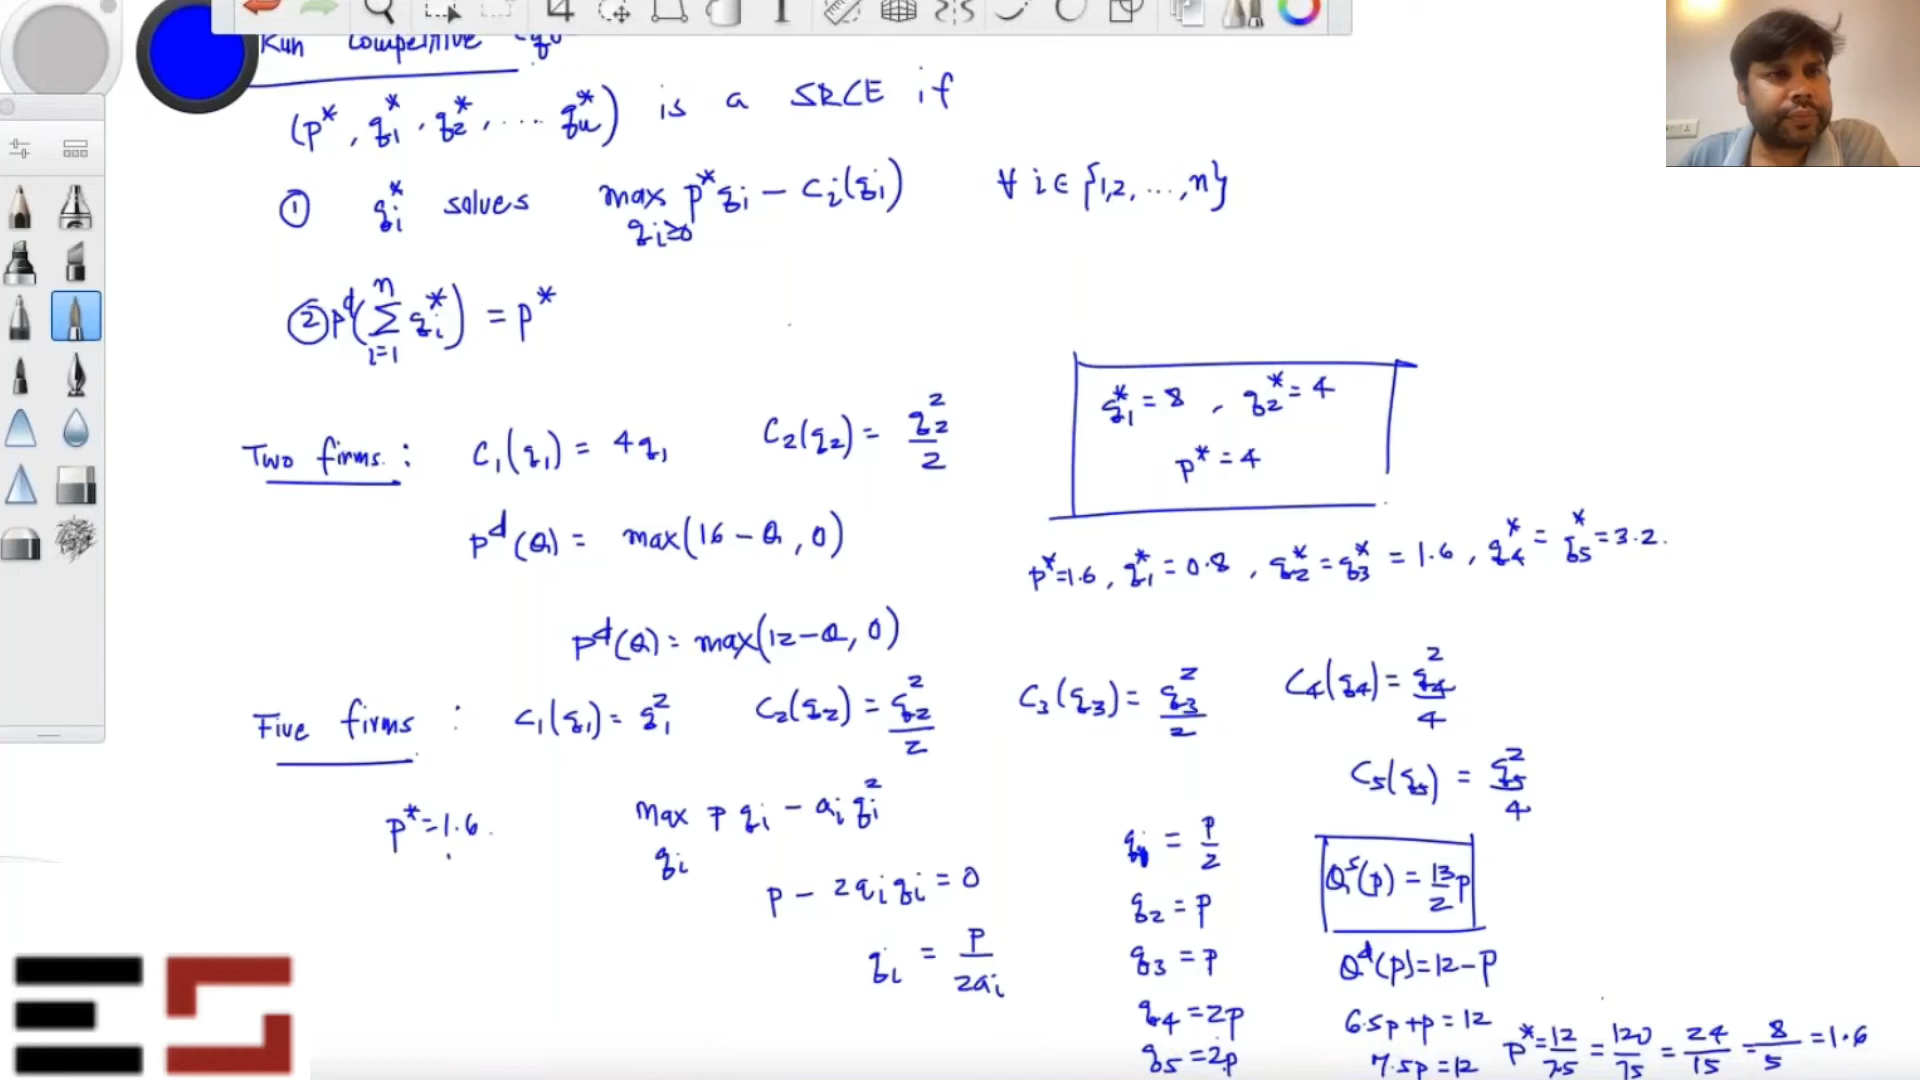 Run Competitive Equ
(p*, q₁*, q₂*, .... qₙ*) is a SRCE if
① qᵢ* solves max p*qᵢ - Cᵢ(qᵢ) ∀ i ∈ {1,2, ..., n}
qᵢ≥0
② pᵈ(Σᵢ₌₁ⁿ qᵢ*) = p*
q₁* = 8, q₂* = 4
p* = 4
Two firms: C₁(q₁) = 4q₁ C₂(q₂) = q₂²/2
pᵈ(Q) = max(16 - Q, 0)
p*=1.6, q₁* = 0.8, q₂* = q₃* = 1.6, q₄* = q₅* = 3.2.
pᵈ(Q) = max(12-Q, 0)
Five firms: C₁(q₁) = q₁² C₂(q₂) = q₂²/2 C₃(q₃) = q₃²/2 C₄(q₄) = q₄²/4
C₅(q₅) = q₅²/4
p* = 1.6.
max p qᵢ - aᵢqᵢ²
qᵢ
p - 2aᵢqᵢ = 0
qᵢ = p/2aᵢ
q₁ = p/2
q₂ = p
q₃ = p
q₄ = 2p
q₅ = 2p
Qˢ(p) = 13/2 p
Qᵈ(p) = 12-p
6.5p+p = 12
7.5p = 12
p* = 12/7.5 = 120/75 = 24/15 = 8/5 = 1.6
ES